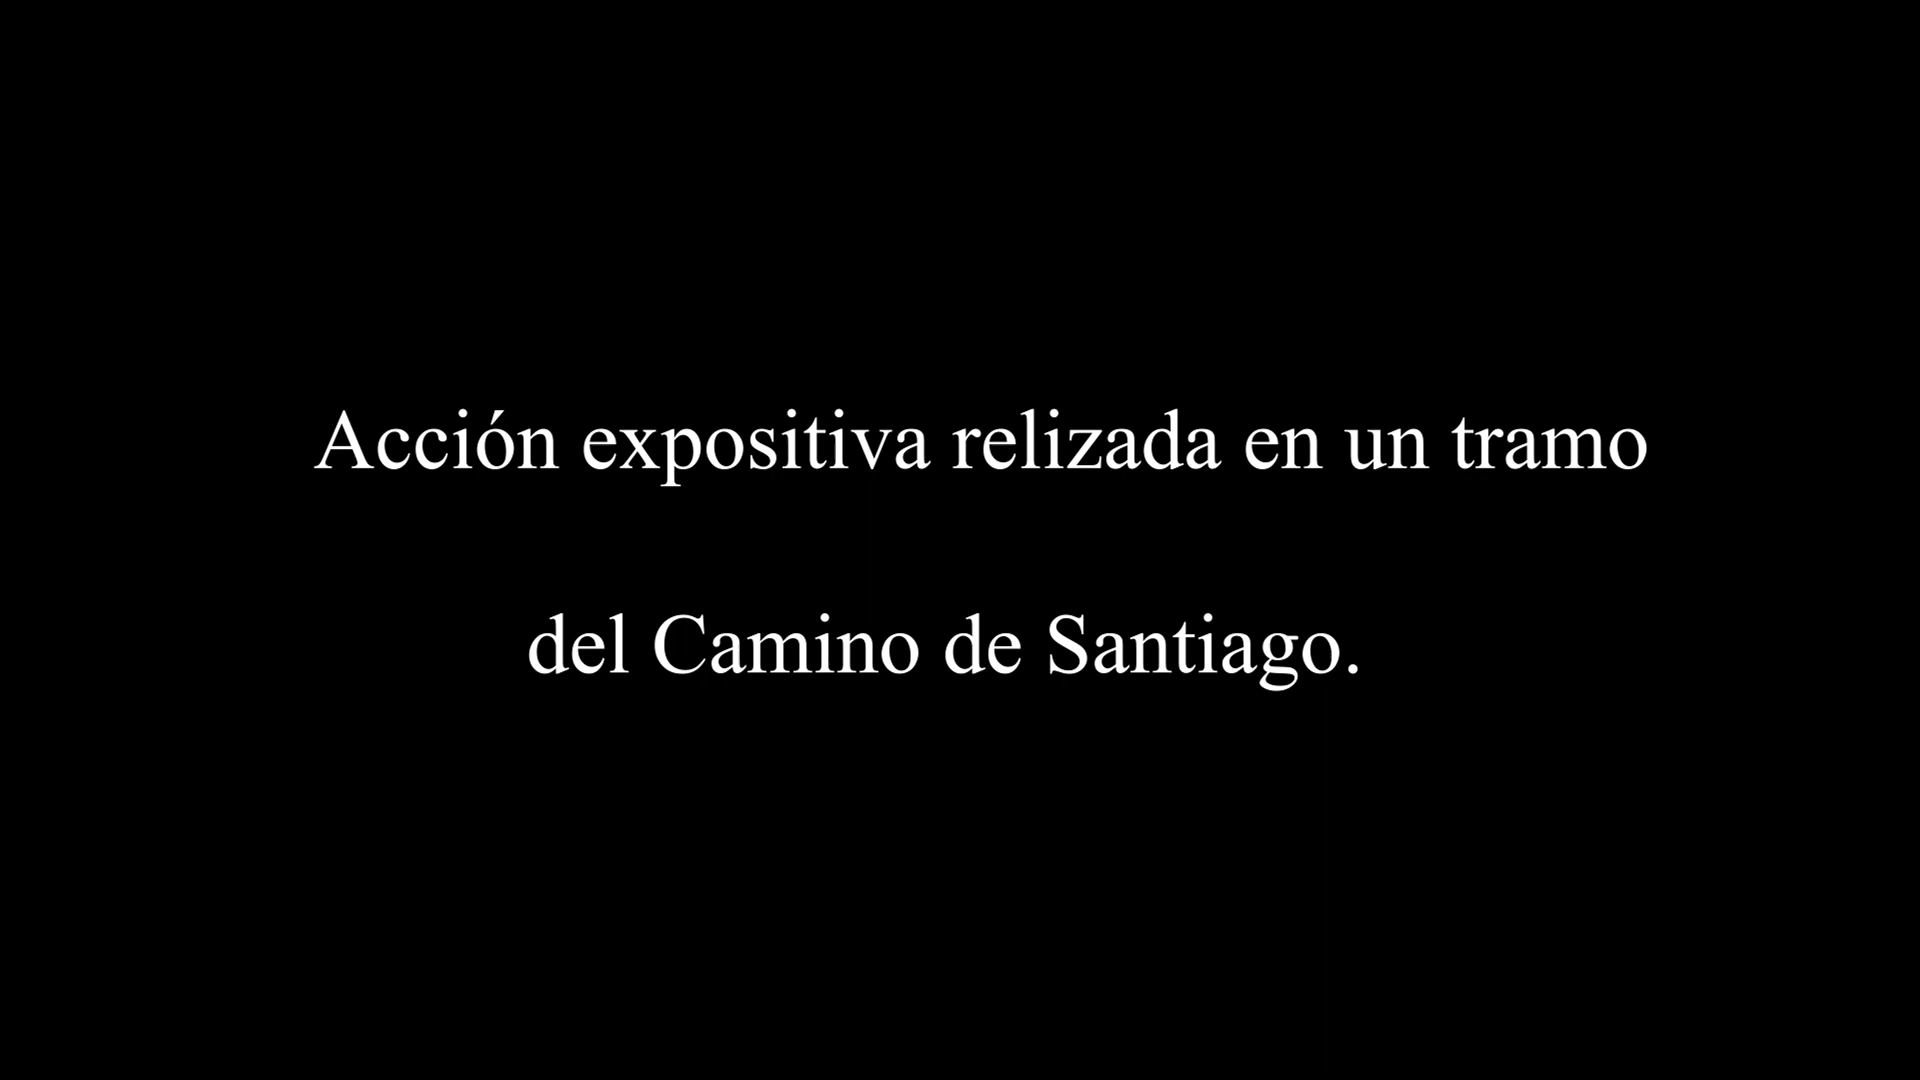 Acción expositiva relizada en un tramo
del Camino de Santiago.